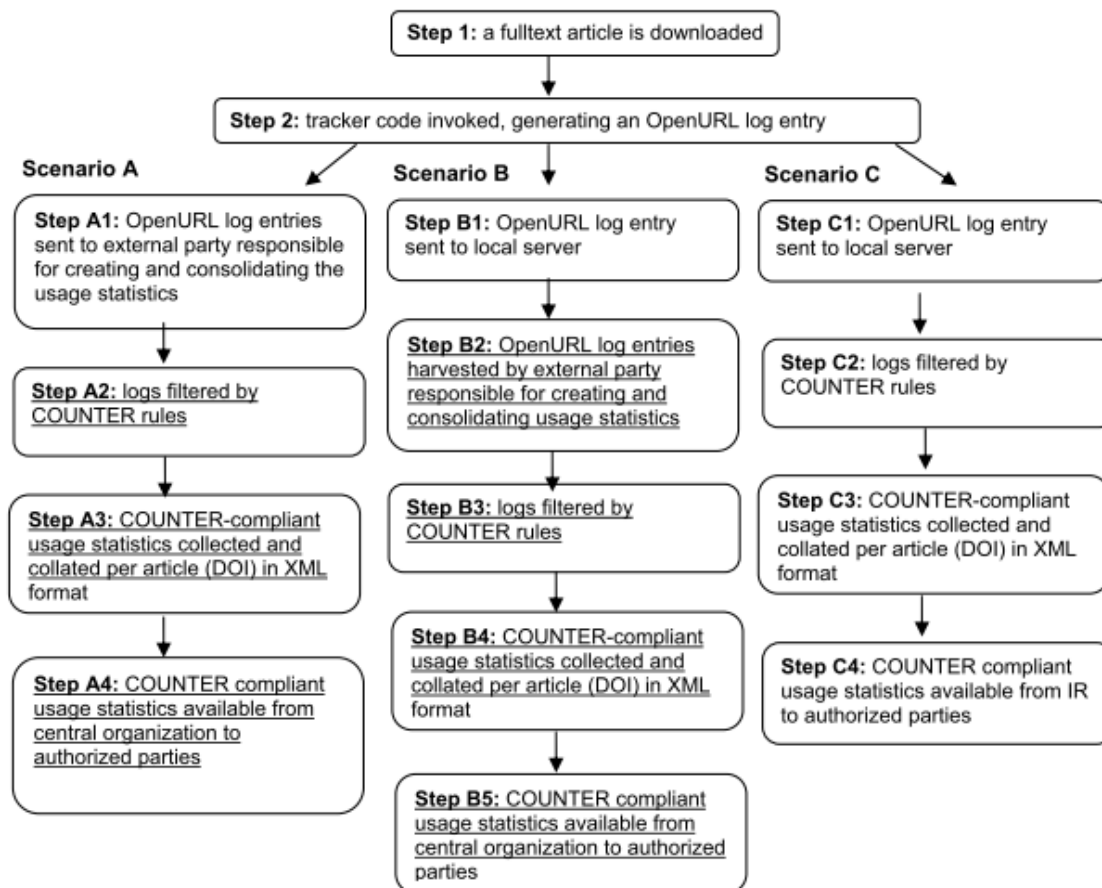 Step 1: a fulltext article is downloaded
Step 2: tracker code invoked, generating an OpenURL log entry
Scenario A
Step A1: OpenURL log entries
sent to external party responsible
for creating and consolidating the
usage statistics
Step A2: logs filtered by
COUNTER rules
Step A3: COUNTER-compliant
usage statistics collected and
collated per article (DOI) in XML
format
Step A4: COUNTER compliant
usage statistics available from
central organization to
authorized parties
Scenario B
Step B1: OpenURL log entry
sent to local server
Step B2: OpenURL log entries
harvested by external party
responsible for creating and
consolidating usage statistics
Step B3: logs filtered by
COUNTER rules
Step B4: COUNTER-compliant
usage statistics collected and
collated per article (DOI) in XML
format
Step B5: COUNTER compliant
usage statistics available from
central organization to authorized
parties
Scenario C
Step C1: OpenURL log entry
sent to local server
Step C2: logs filtered by
COUNTER rules
Step C3: COUNTER-compliant
usage statistics collected and
collated per article (DOI) in XML
format
Step C4: COUNTER compliant
usage statistics available from IR
to authorized parties